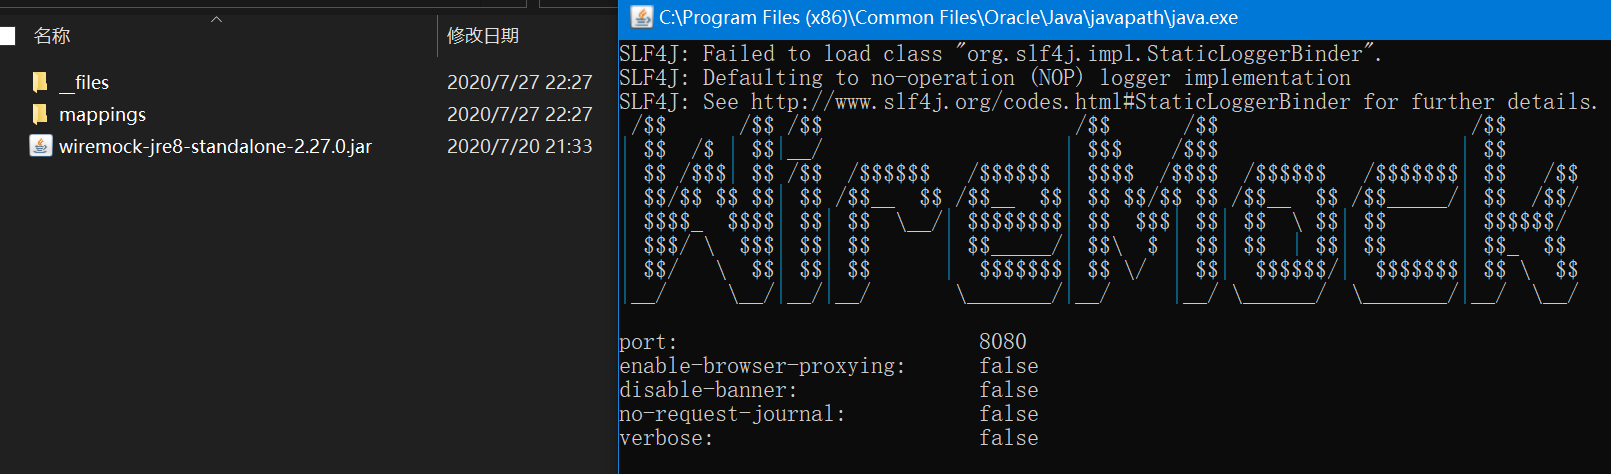 名称 修改日期
__files 2020/7/27 22:27
mappings 2020/7/27 22:27
wiremock-jre8-standalone-2.27.0.jar 2020/7/20 21:33
C:\Program Files (x86)\Common Files\Oracle\Java\javapath\java.exe
SLF4J: Failed to load class "org.slf4j.impl.StaticLoggerBinder".
SLF4J: Defaulting to no-operation (NOP) logger implementation
SLF4J: See http://www.slf4j.org/codes.html#StaticLoggerBinder for further details.
WireMock
port: 8080
enable-browser-proxying: false
disable-banner: false
no-request-journal: false
verbose: false